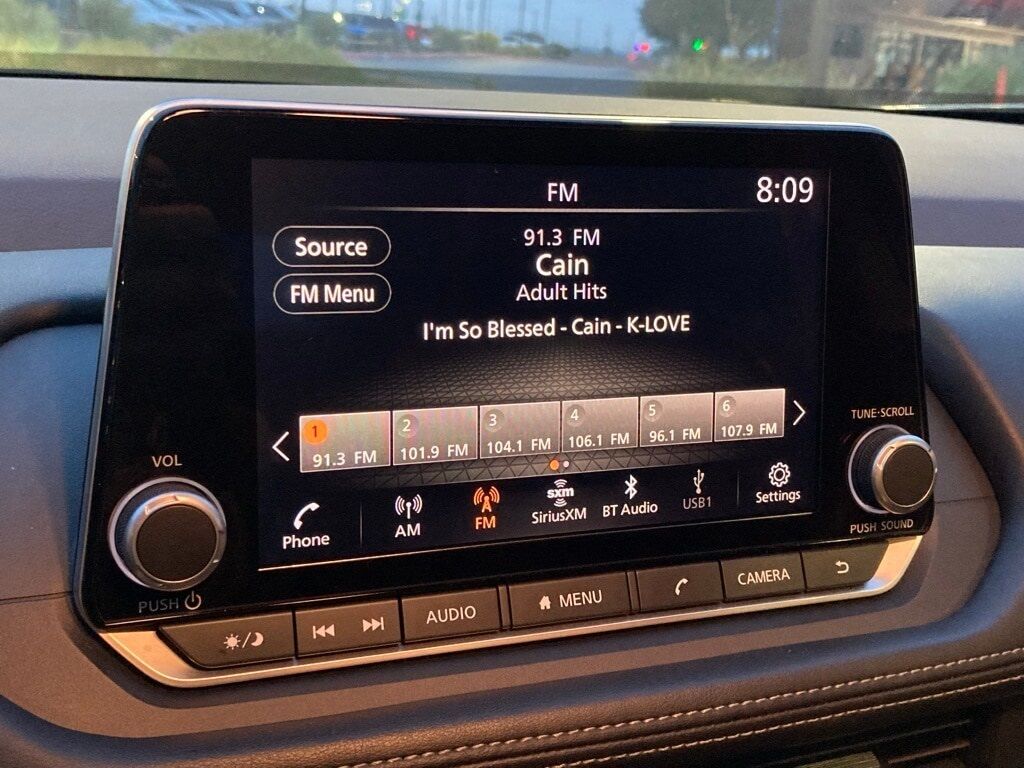 FM
8:09
Source
FM Menu
91.3 FM
Cain
Adult Hits
I'm So Blessed - Cain - K-LOVE
1
91.3 FM
2
101.9 FM
3
104.1 FM
4
106.1 FM
5
96.1 FM
6
107.9 FM
Phone
AM
FM
sxm
SiriusXM
BT Audio
USB1
Settings
VOL
PUSH
TUNE·SCROLL
PUSH SOUND
AUDIO
MENU
CAMERA